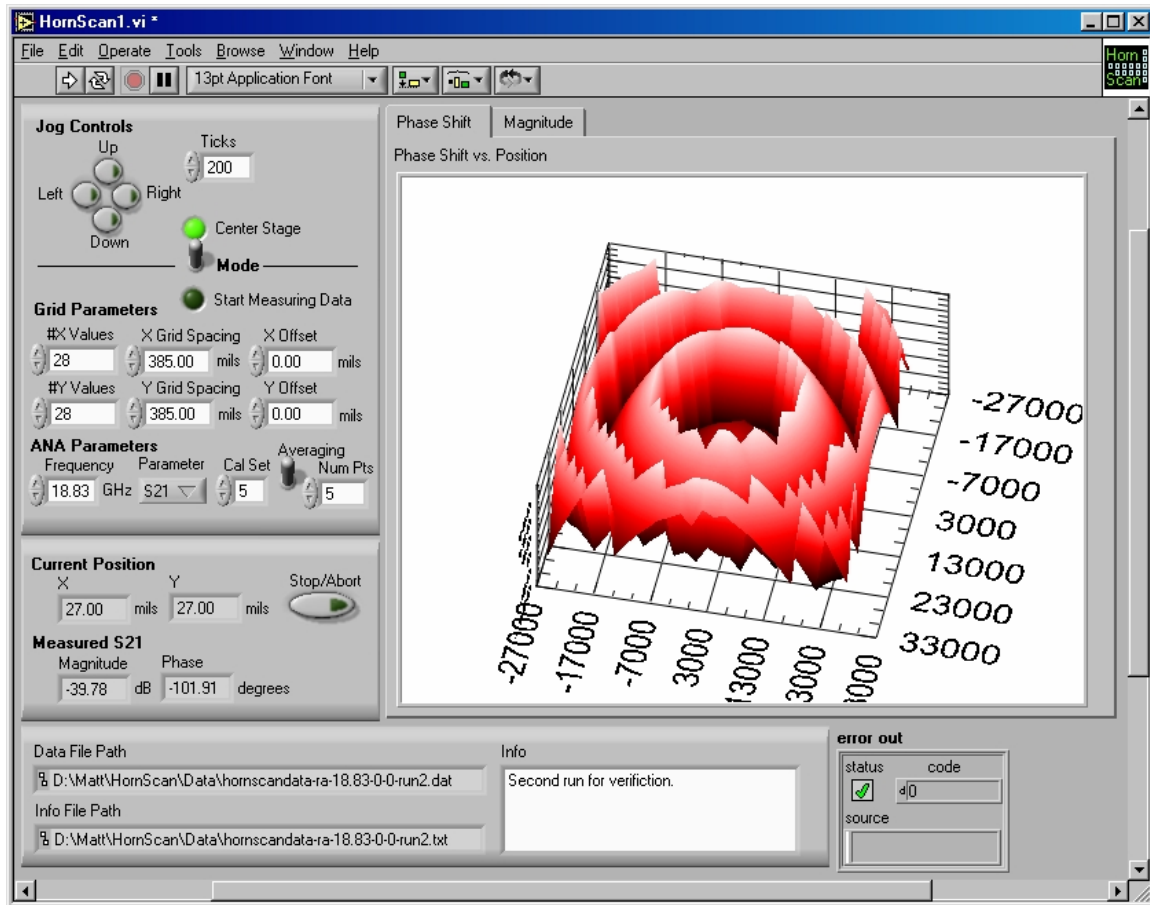 HornScan1.vi *
File Edit Operate Tools Browse Window Help
13pt Application Font
Horn
Scan
Jog Controls
Up
Left
Right
Down
Ticks
200
Center Stage
Mode
Start Measuring Data
Grid Parameters
#X Values X Grid Spacing X Offset
28 385.00 mils 0.00 mils
#Y Values Y Grid Spacing Y Offset
28 385.00 mils 0.00 mils
ANA Parameters
Frequency Parameter Cal Set Averaging Num Pts
18.83 GHz S21 5 5
Current Position
X Y Stop/Abort
27.00 mils 27.00 mils
Measured S21
Magnitude Phase
-39.78 dB -101.91 degrees
Phase Shift Magnitude
Phase Shift vs. Position
-27000
-17000
-7000
3000
13000
23000
33000
-27000
-17000
-7000
3000
13000
3000
Data File Path
D:\Matt\HornScan\Data\hornscandata-ra-18.83-0-0-run2.dat
Info File Path
D:\Matt\HornScan\Data\hornscandata-ra-18.83-0-0-run2.txt
Info
Second run for verifiction.
error out
status code
d 0
source